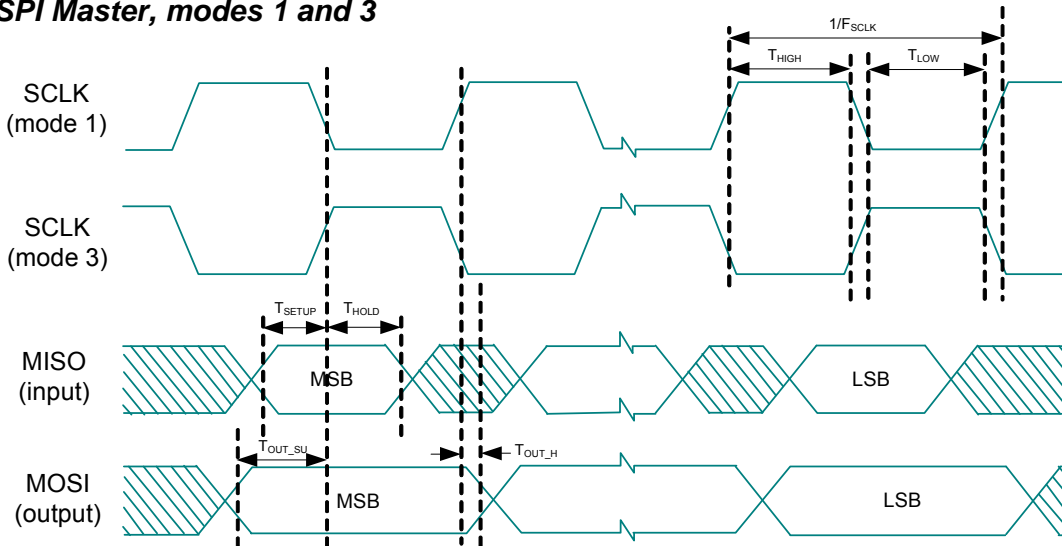 SPI Master, modes 1 and 3
1/FSCLK
THIGH
TLOW
SCLK
(mode 1)
SCLK
(mode 3)
TSETUP
THOLD
MISO
(input)
MSB
LSB
TOUT_SU
TOUT_H
MOSI
(output)
MSB
LSB